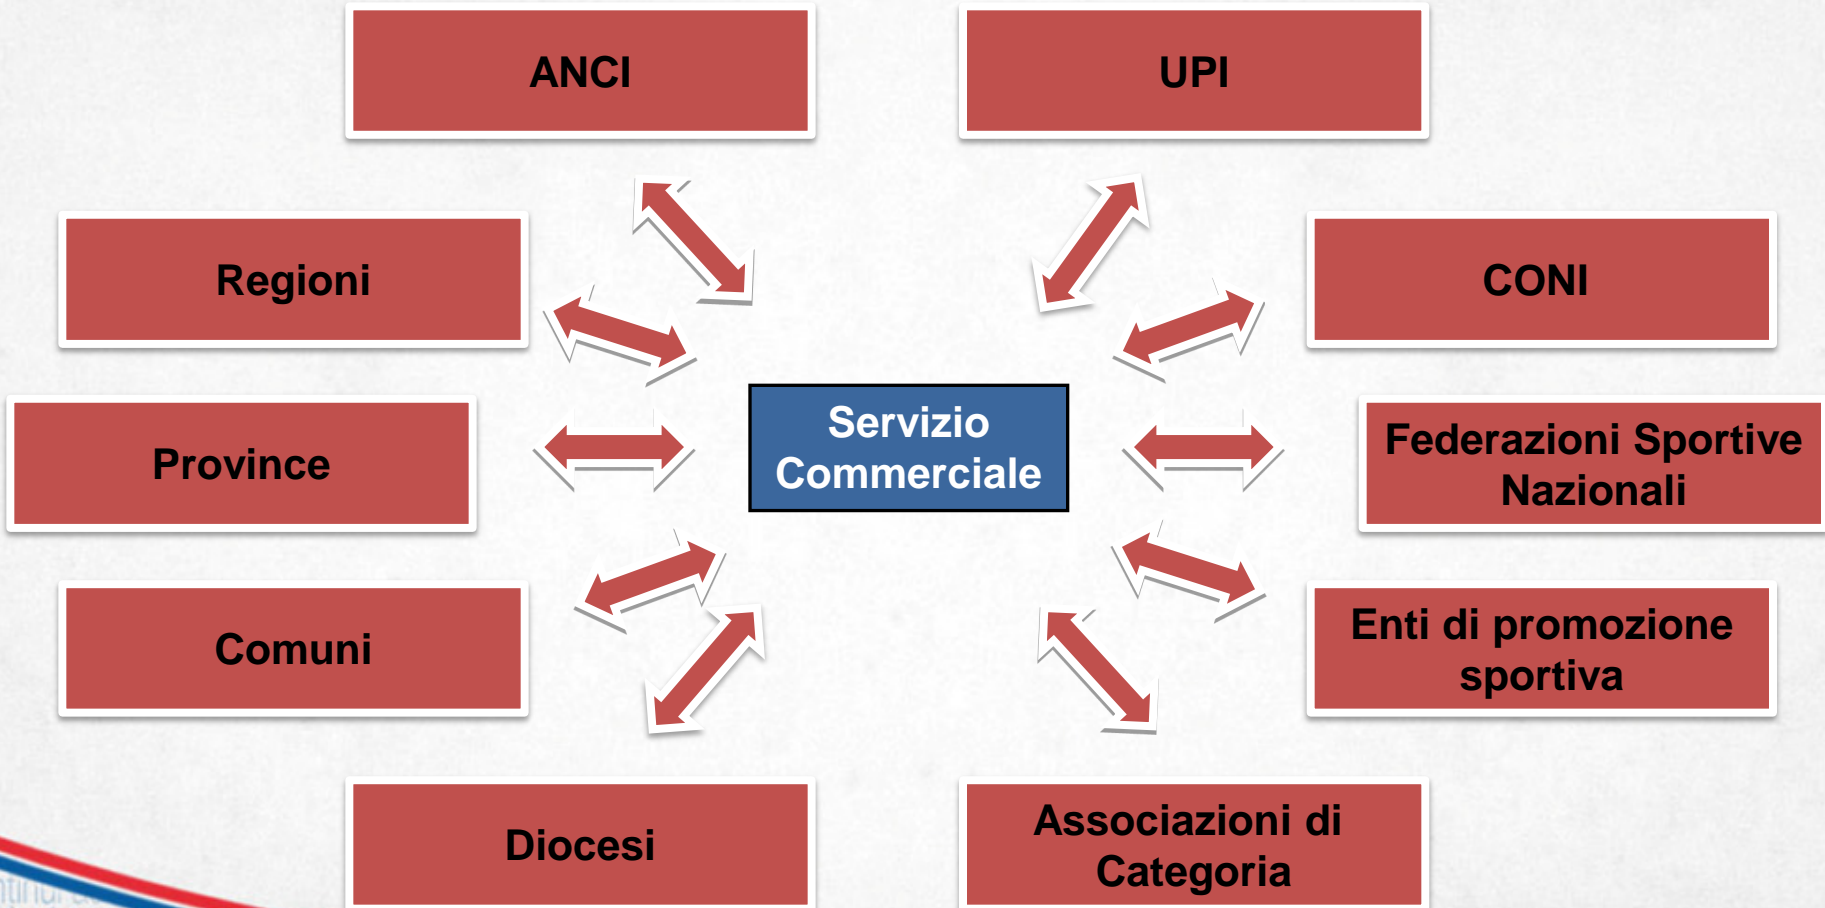 ANCI
UPI
Regioni
CONI
Servizio
Commerciale
Province
Federazioni Sportive
Nazionali
Comuni
Enti di promozione
sportiva
Diocesi
Associazioni di
Categoria